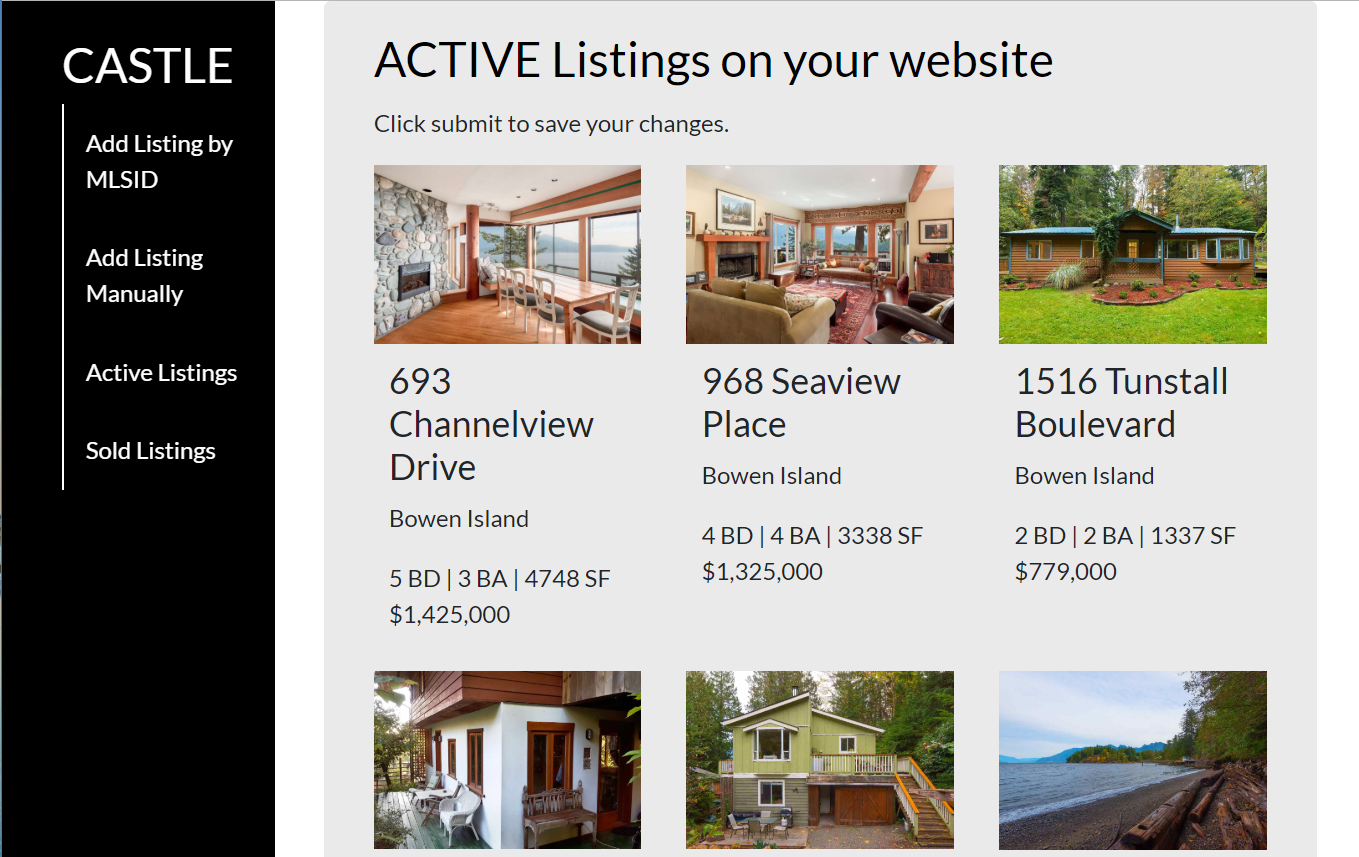 CASTLE
Add Listing by
MLSID
Add Listing
Manually
Active Listings
Sold Listings
ACTIVE Listings on your website
Click submit to save your changes.
693
Channelview
Drive
Bowen Island
5 BD | 3 BA | 4748 SF
$1,425,000
968 Seaview
Place
Bowen Island
4 BD | 4 BA | 3338 SF
$1,325,000
1516 Tunstall
Boulevard
Bowen Island
2 BD | 2 BA | 1337 SF
$779,000